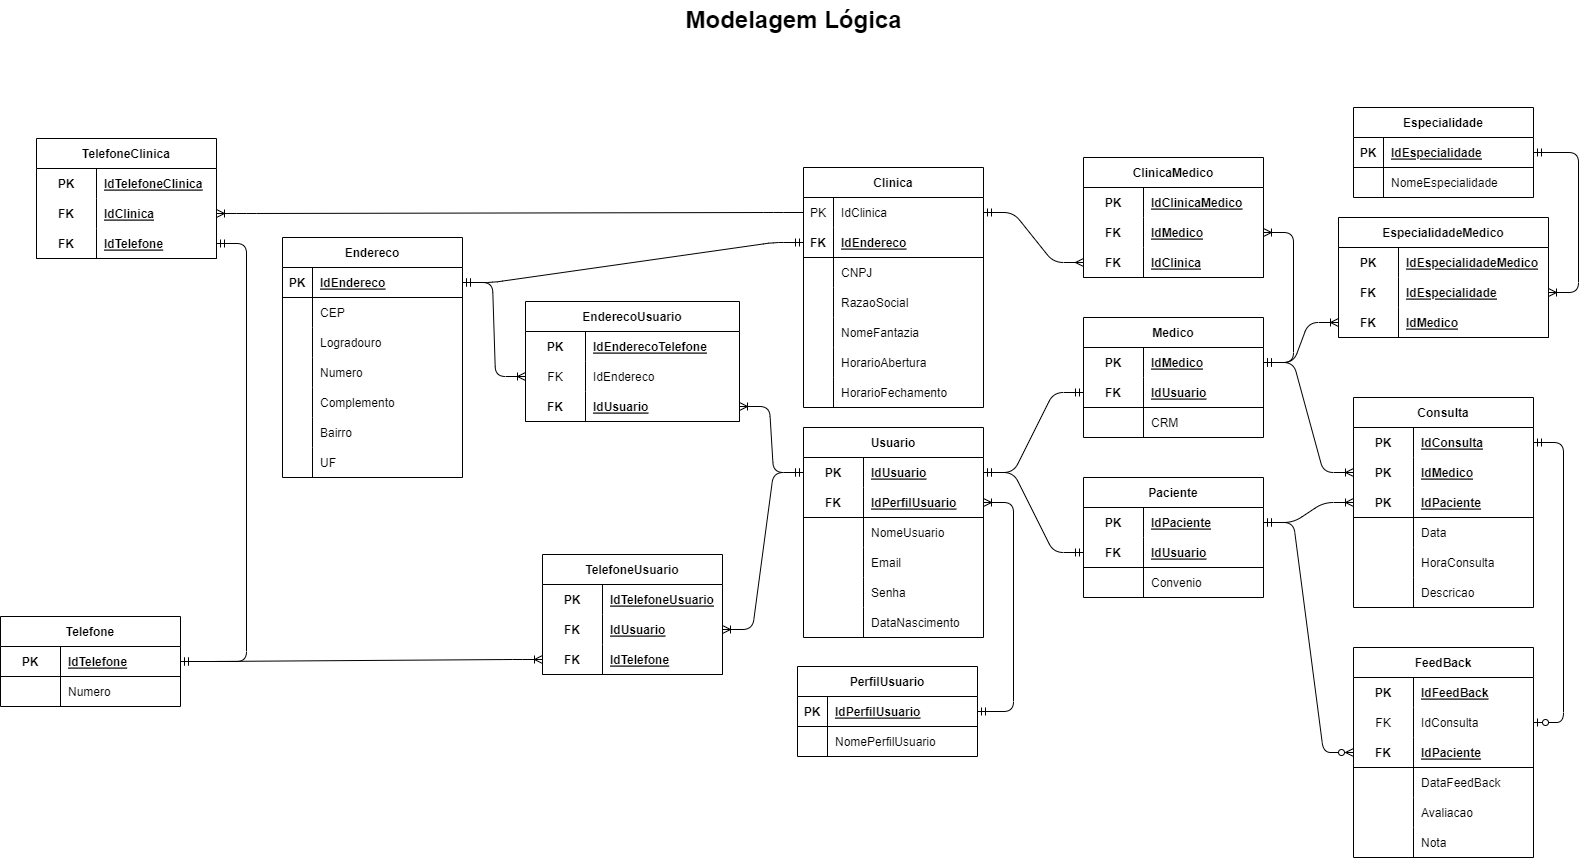 Modelagem Lógica
TelefoneClinica
PK IdTelefoneClinica
FK IdClinica
FK IdTelefone
Endereco
PK IdEndereco
CEP
Logradouro
Numero
Complemento
Bairro
UF
EnderecoUsuario
PK IdEnderecoTelefone
FK IdEndereco
FK IdUsuario
Clinica
PK IdClinica
FK IdEndereco
CNPJ
RazaoSocial
NomeFantazia
HorarioAbertura
HorarioFechamento
ClinicaMedico
PK IdClinicaMedico
FK IdMedico
FK IdClinica
Especialidade
PK IdEspecialidade
NomeEspecialidade
EspecialidadeMedico
PK IdEspecialidadeMedico
FK IdEspecialidade
FK IdMedico
Medico
PK IdMedico
FK IdUsuario
CRM
Usuario
PK IdUsuario
FK IdPerfilUsuario
NomeUsuario
Email
Senha
DataNascimento
Paciente
PK IdPaciente
FK IdUsuario
Convenio
Consulta
PK IdConsulta
PK IdMedico
PK IdPaciente
Data
HoraConsulta
Descricao
TelefoneUsuario
PK IdTelefoneUsuario
FK IdUsuario
FK IdTelefone
Telefone
PK IdTelefone
Numero
PerfilUsuario
PK IdPerfilUsuario
NomePerfilUsuario
FeedBack
PK IdFeedBack
FK IdConsulta
FK IdPaciente
DataFeedBack
Avaliacao
Nota